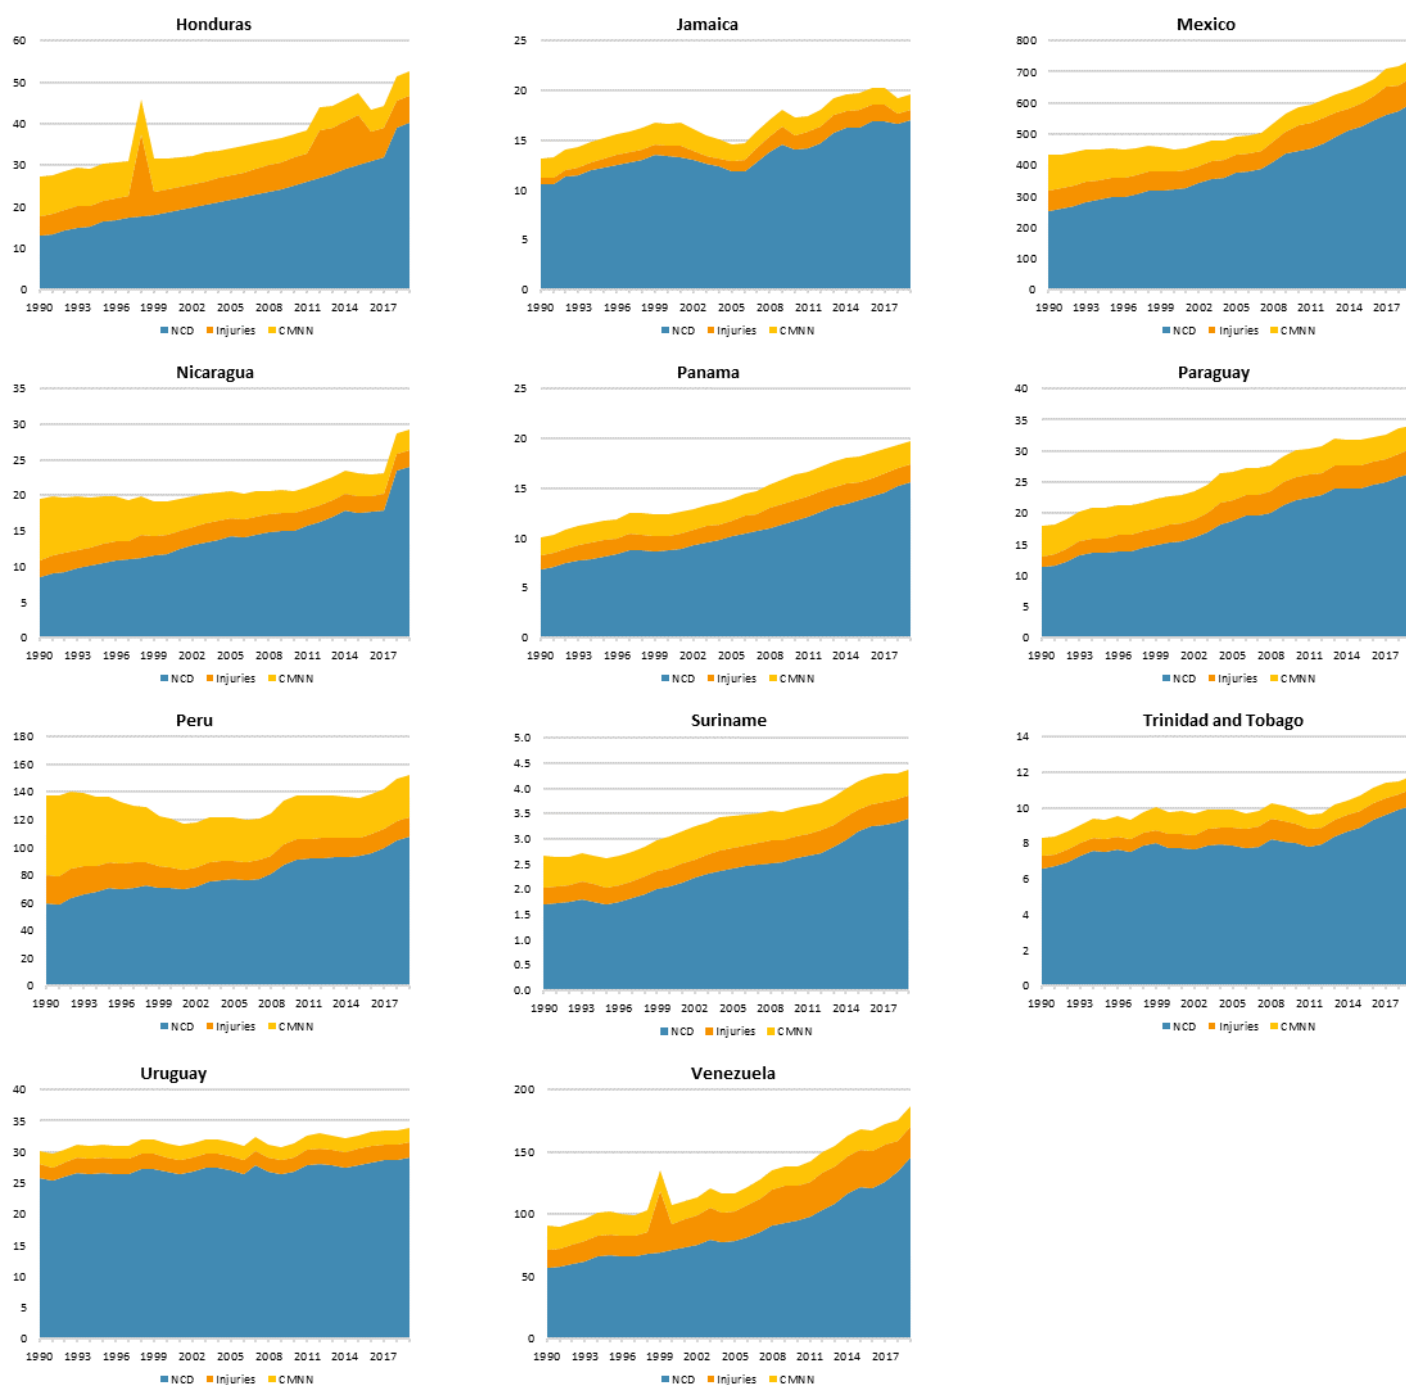 Honduras
60
50
40
30
20
10
0
1990 1993 1996 1999 2002 2005 2008 2011 2014 2017
NCD Injuries CMNN
Jamaica
25
20
15
10
5
0
1990 1993 1996 1999 2002 2005 2008 2011 2014 2017
NCD Injuries CMNN
Mexico
800
700
600
500
400
300
200
100
0
1990 1993 1996 1999 2002 2005 2008 2011 2014 2017
NCD Injuries CMNN
Nicaragua
35
30
25
20
15
10
5
0
1990 1993 1996 1999 2002 2005 2008 2011 2014 2017
NCD Injuries CMNN
Panama
25
20
15
10
5
0
1990 1993 1996 1999 2002 2005 2008 2011 2014 2017
NCD Injuries CMNN
Paraguay
40
35
30
25
20
15
10
5
0
1990 1993 1996 1999 2002 2005 2008 2011 2014 2017
NCD Injuries CMNN
Peru
180
160
140
120
100
80
60
40
20
0
1990 1993 1996 1999 2002 2005 2008 2011 2014 2017
NCD Injuries CMNN
Suriname
5.0
4.5
4.0
3.5
3.0
2.5
2.0
1.5
1.0
0.5
0.0
1990 1993 1996 1999 2002 2005 2008 2011 2014 2017
NCD Injuries CMNN
Trinidad and Tobago
14
12
10
8
6
4
2
0
1990 1993 1996 1999 2002 2005 2008 2011 2014 2017
NCD Injuries CMNN
Uruguay
40
35
30
25
20
15
10
5
0
1990 1993 1996 1999 2002 2005 2008 2011 2014 2017
NCD Injuries CMNN
Venezuela
200
150
100
50
0
1990 1993 1996 1999 2002 2005 2008 2011 2014 2017
NCD Injuries CMNN